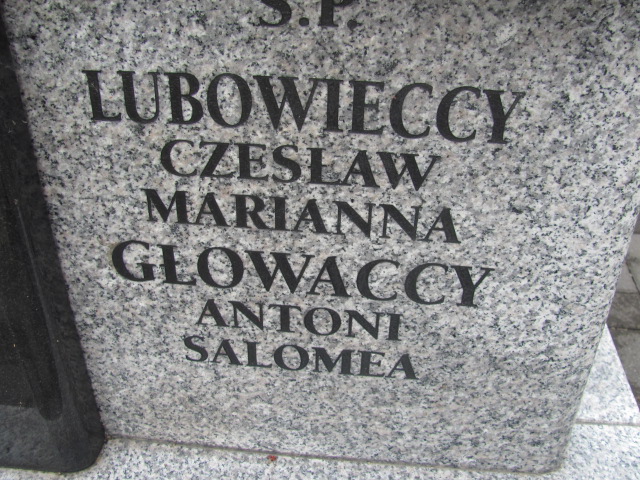 Ś.P.
LUBOWIECCY
CZESŁAW
MARIANNA
GŁOWACCY
ANTONI
SALOMEA